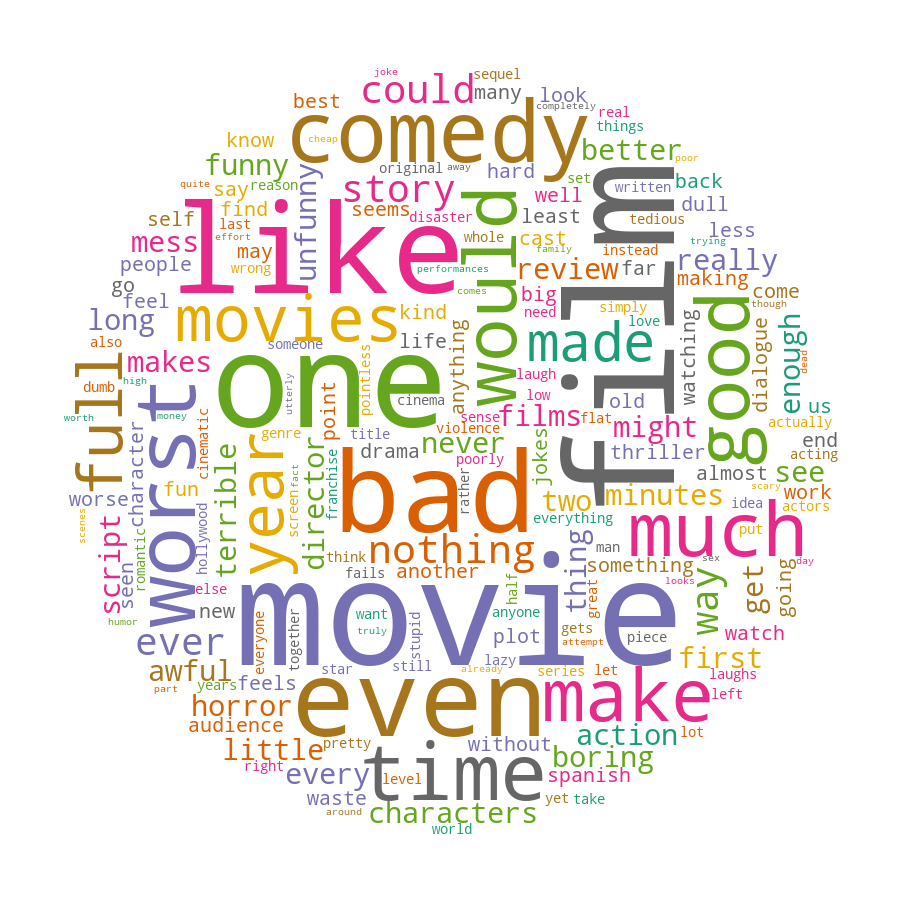 joke
sequel
could
many
look
completely
best
comedy
real
things
know
cheap
better
poor
funny
original
away
hard
quite
say
reason
unfunny
story
set
written
back
well
find
seems
disaster
would
film
dull
self
last
least
tedious
mess
effort
like
whole
cast
trying
less
may
family
instead
really
people
wrong
performances
review
far
making
go
feel
comes
big
come
long
movies
kind
need
simply
though
love
good
also
someone
life
made
watching
dialogue
enough
makes
one
anything
full
pointless
laugh
dead
dumb
high
utterly
cinema
low
old
us
worst
worth
money
point
sense
films
flat
might
actually
cinematic
genre
title
violence
character
year
director
drama
never
jokes
thriller
end
acting
terrible
bad
poorly
almost
see
worse
fun
screen
fact
franchise
rather
two
minutes
scary
work
script
scenes
hollywood
idea
actors
everything
much
put
nothing
seen
romantic
think
man
thing
something
sex
day
else
fails
another
half
great
looks
way
get
going
new
everyone
together
want
movie
anyone
humor
truly
stupid
gets
piece
watch
ever
plot
attempt
awful
star
still
lazy
already
series
let
first
laughs
part
years
feels
even
make
left
horror
audience
little
pretty
without
action
lot
time
boring
right
every
level
spanish
waste
yet
take
around
characters
world